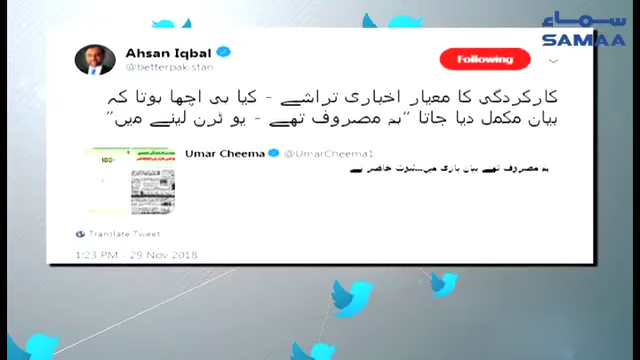 سماء
SAMAA
Ahsan Iqbal
@betterpakistan
Following
کارکردگی کا معیار اخباری تراشے - کیا ہی اچھا ہوتا کہ
بیان مکمل دیا جاتا "ہم مصروف تھے - یو ٹرن لینے میں"
Umar Cheema @UmarCheema1
ہم مصروف تھے بیان بازی میں...ثبوت حاضر ہے
100
Translate Tweet
1:23 PM - 29 Nov 2018